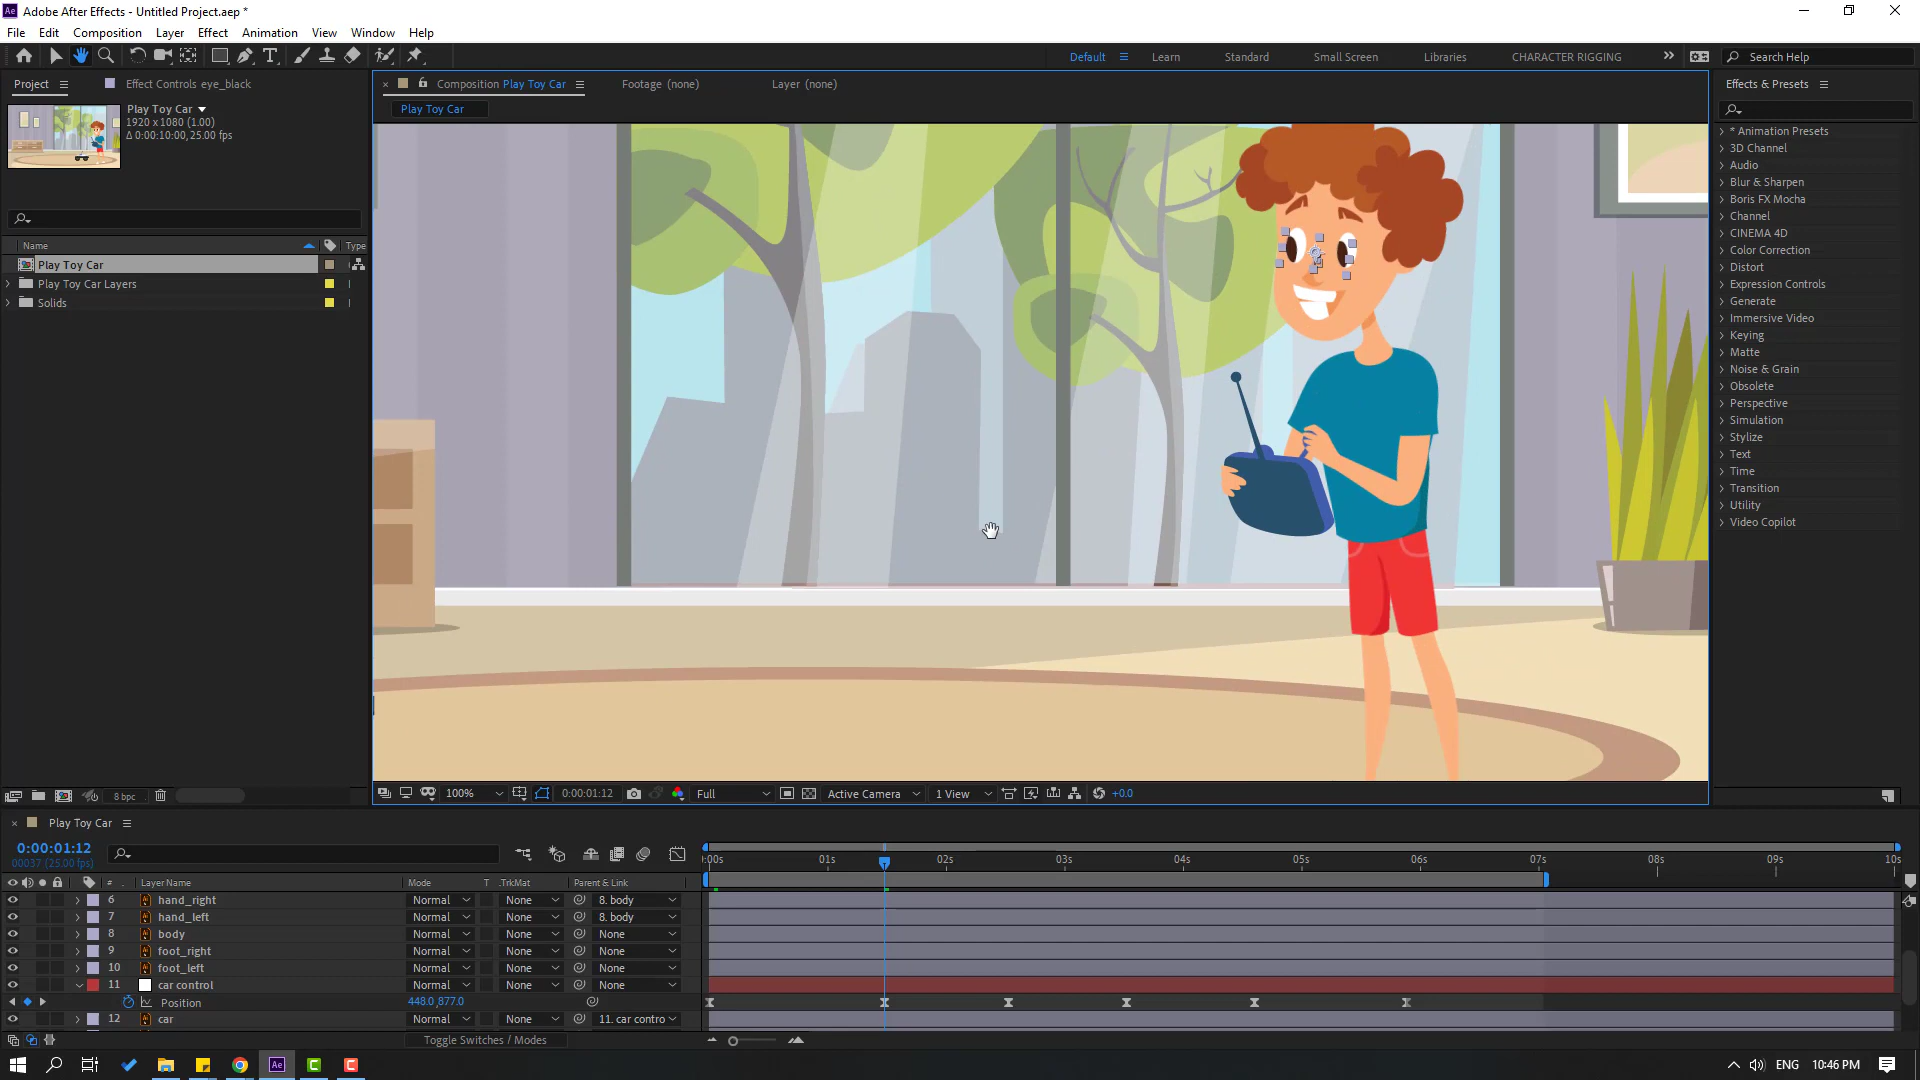 Ae Adobe After Effects - Untitled Project.aep *
File Edit Composition Layer Effect Animation View Window Help
Default Learn Standard Small Screen Libraries CHARACTER RIGGING Search Help
Project Effect Controls eye_black
Composition Play Toy Car Footage (none) Layer (none)
Effects & Presets
Play Toy Car
1920 x 1080 (1.00)
Δ 0:00:10:00, 25.00 fps
Play Toy Car
Name Type
Play Toy Car
Play Toy Car Layers
Solids
* Animation Presets
3D Channel
Audio
Blur & Sharpen
Boris FX Mocha
Channel
CINEMA 4D
Color Correction
Distort
Expression Controls
Generate
Immersive Video
Keying
Matte
Noise & Grain
Obsolete
Perspective
Simulation
Stylize
Text
Time
Transition
Utility
Video Copilot
8 bpc
100% 0:00:01:12 Full Active Camera 1 View +0.0
Play Toy Car
0:00:01:12
00037 (25.00 fps)
:00s 01s 02s 03s 04s 05s 06s 07s 08s 09s 10s
# Layer Name Mode T .TrkMat Parent & Link
6 hand_right Normal None 8. body
7 hand_left Normal None 8. body
8 body Normal None None
9 foot_right Normal None None
10 foot_left Normal None None
11 car control Normal None None
Position 448.0,877.0
12 car Normal None 11. car contro
Toggle Switches / Modes
Ae ENG 10:46 PM